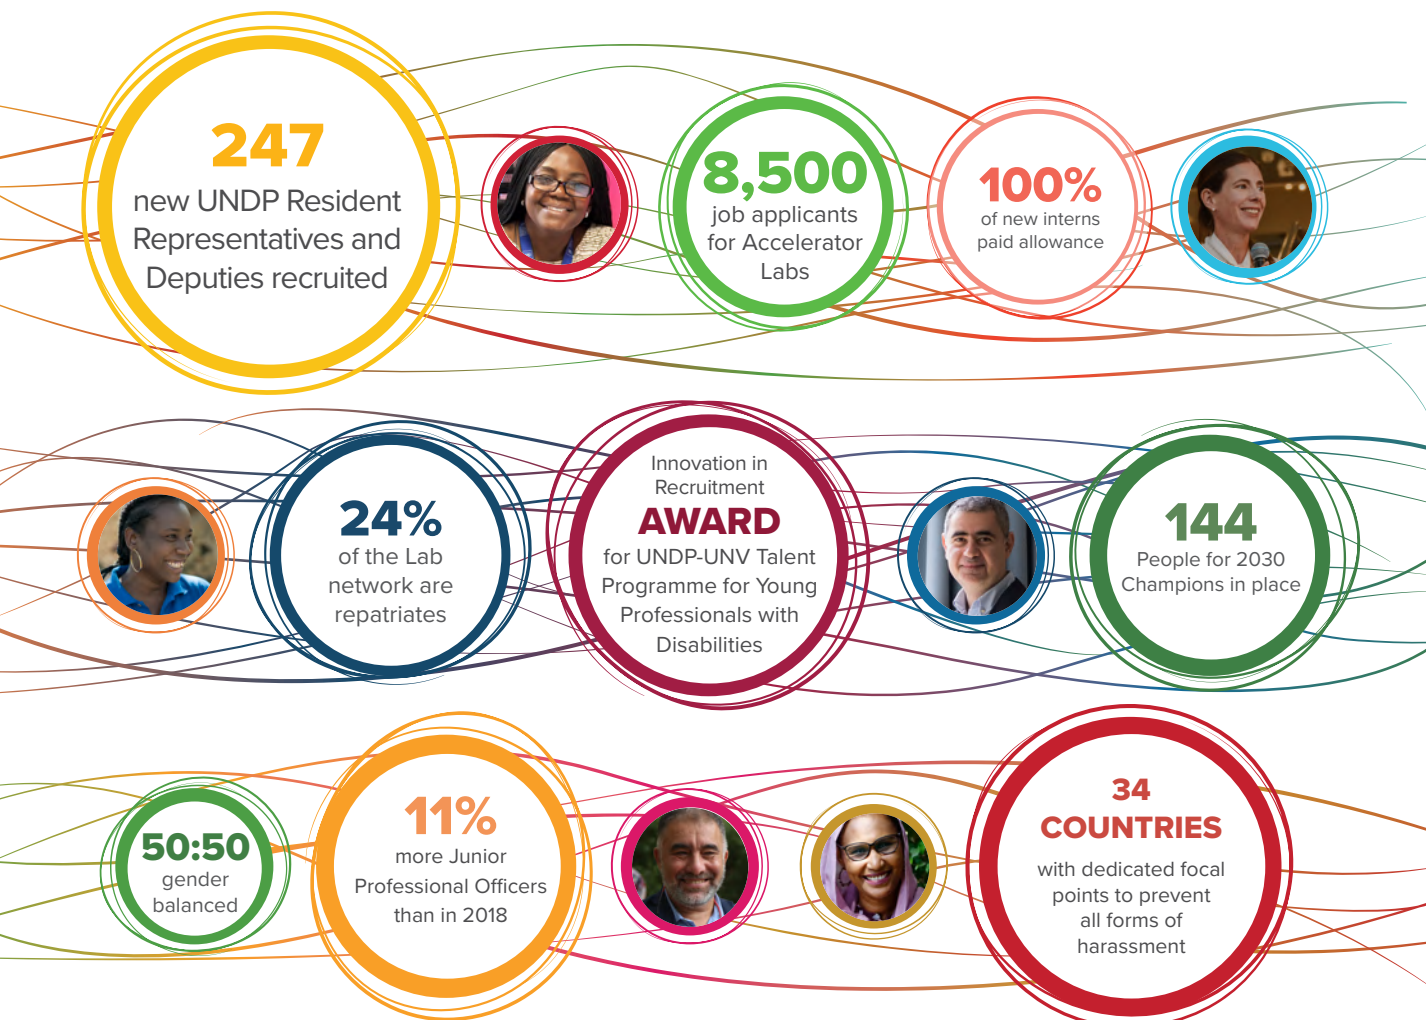 247
new UNDP Resident
Representatives and
Deputies recruited
8,500
job applicants
for Accelerator
Labs
100%
of new interns
paid allowance
24%
of the Lab
network are
repatriates
Innovation in
Recruitment
AWARD
for UNDP-UNV Talent
Programme for Young
Professionals with
Disabilities
144
People for 2030
Champions in place
50:50
gender
balanced
11%
more Junior
Professional Officers
than in 2018
34
COUNTRIES
with dedicated focal
points to prevent
all forms of
harassment